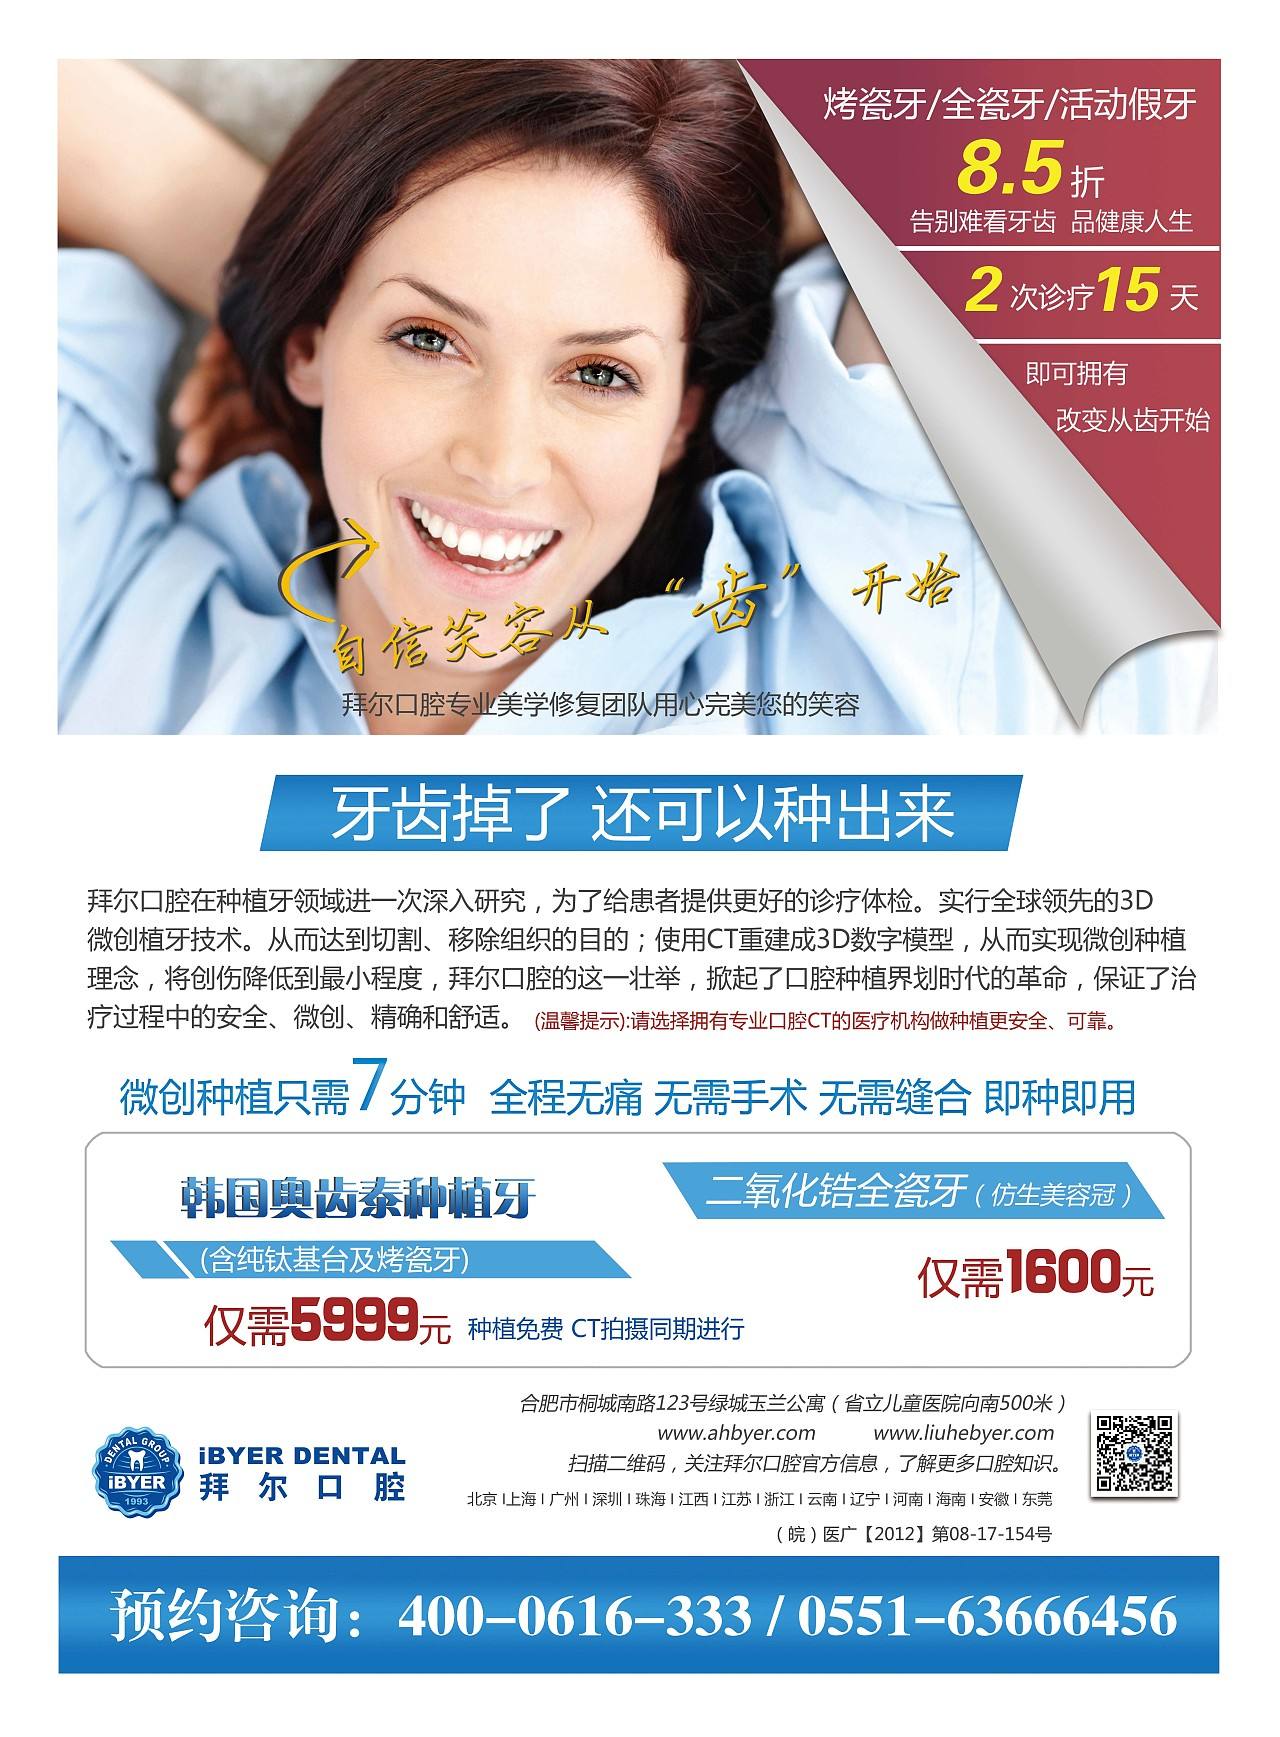 烤瓷牙/全瓷牙/活动假牙
8.5折
告别难看牙齿 品健康人生
2次诊疗15天
即可拥有
改变从齿开始
自信笑容从“齿”开始
拜尔口腔专业美学修复团队用心完美您的笑容
牙齿掉了 还可以种出来
拜尔口腔在种植牙领域进一次深入研究，为了给患者提供更好的诊疗体检。实行全球领先的3D
微创植牙技术。从而达到切割、移除组织的目的；使用CT重建成3D数字模型，从而实现微创种植
理念，将创伤降低到最小程度，拜尔口腔的这一壮举，掀起了口腔种植界划时代的革命，保证了治
疗过程中的安全、微创、精确和舒适。 (温馨提示):请选择拥有专业口腔CT的医疗机构做种植更安全、可靠。
微创种植只需7分钟 全程无痛 无需手术 无需缝合 即种即用
韩国奥齿泰种植牙
(含纯钛基台及烤瓷牙)
仅需5999元 种植免费 CT拍摄同期进行
二氧化锆全瓷牙（仿生美容冠）
仅需1600元
合肥市桐城南路123号绿城玉兰公寓（省立儿童医院向南500米）
www.ahbyer.com www.liuhebyer.com
扫描二维码，关注拜尔口腔官方信息，了解更多口腔知识。
北京 I上海 I 广州 I 深圳 I 珠海 I 江西 I 江苏 I 浙江 I 云南 I 辽宁 I 河南 I 海南 I 安徽 I 东莞
（皖）医广【2012】第08-17-154号
DENTAL GROUP
iBYER
1993
iBYER DENTAL
拜尔口腔
预约咨询：400-0616-333 / 0551-63666456